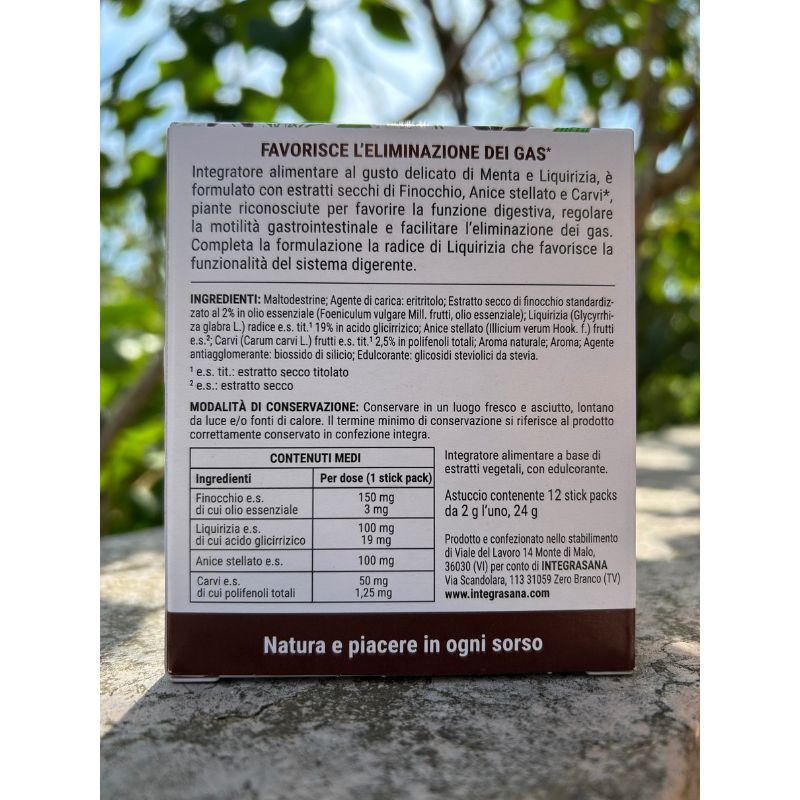 FAVORISCE L'ELIMINAZIONE DEI GAS*
Integratore alimentare al gusto delicato di Menta e Liquirizia, è
formulato con estratti secchi di Finocchio, Anice stellato e Carvi*,
piante riconosciute per favorire la funzione digestiva, regolare
la motilità gastrointestinale e facilitare l'eliminazione dei gas.
Completa la formulazione la radice di Liquirizia che favorisce la
funzionalità del sistema digerente.
INGREDIENTI: Maltodestrine; Agente di carica: eritritolo; Estratto secco di finocchio standardiz-
zato al 2% in olio essenziale (Foeniculum vulgare Mill. frutti, olio essenziale); Liquirizia (Glycyrrhi-
za glabra L.) radice e.s. tit.¹ 19% in acido glicirrizico; Anice stellato (Illicium verum Hook. f.) frutti
e.s.²; Carvi (Carum carvi L.) frutti e.s. tit.¹ 2,5% in polifenoli totali; Aroma naturale; Aroma; Agente
antiagglomerante: biossido di silicio; Edulcorante: glicosidi steviolici da stevia.
¹ e.s. tit.: estratto secco titolato
² e.s.: estratto secco
MODALITÀ DI CONSERVAZIONE: Conservare in un luogo fresco e asciutto, lontano
da luce e/o fonti di calore. Il termine minimo di conservazione si riferisce al prodotto
correttamente conservato in confezione integra.
CONTENUTI MEDI
Ingredienti Per dose (1 stick pack)
Finocchio e.s. 150 mg
di cui olio essenziale 3 mg
Liquirizia e.s. 100 mg
di cui acido glicirrizico 19 mg
Anice stellato e.s. 100 mg
Carvi e.s. 50 mg
di cui polifenoli totali 1,25 mg
Integratore alimentare a base di
estratti vegetali, con edulcorante.
Astuccio contenente 12 stick packs
da 2 g l'uno, 24 g
Prodotto e confezionato nello stabilimento
di Viale del Lavoro 14 Monte di Malo,
36030 (VI) per conto di INTEGRASANA
Via Scandolara, 113 31059 Zero Branco (TV)
www.integrasana.com
Natura e piacere in ogni sorso